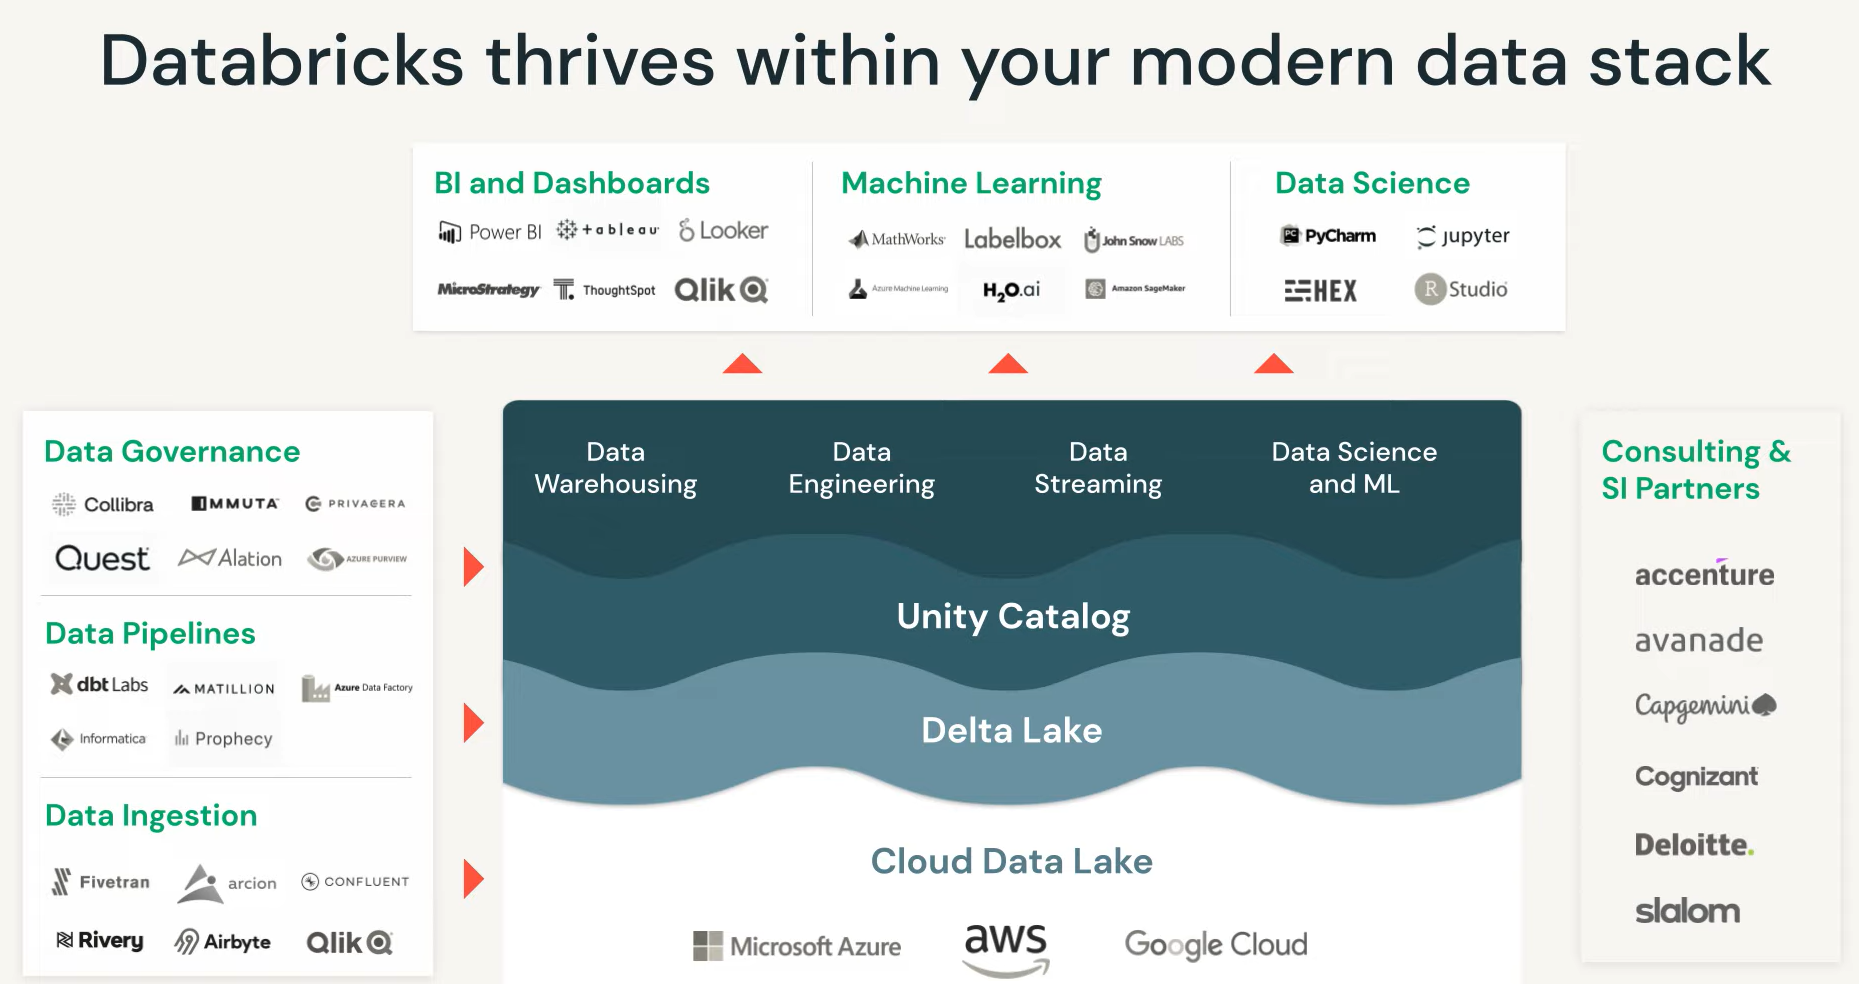 Databricks thrives within your modern data stack
BI and Dashboards
Power BI
+ableau
Looker
MicroStrategy
ThoughtSpot
Qlik
Machine Learning
MathWorks
Labelbox
John Snow LABS
Azure Machine Learning
H2O.ai
Amazon SageMaker
Data Science
PC PyCharm
Jupyter
HEX
R Studio
Data Governance
Collibra
IMMUTA
PRIVACERA
Quest
Alation
AZURE PURVIEW
Data Pipelines
dbt Labs
MATILLION
Azure Data Factory
Informatica
Prophecy
Data Ingestion
Fivetran
arcion
CONFLUENT
Rivery
Airbyte
Qlik
Data
Warehousing
Data
Engineering
Data
Streaming
Data Science
and ML
Unity Catalog
Delta Lake
Cloud Data Lake
Microsoft Azure
aws
Google Cloud
Consulting &
SI Partners
accenture
avanade
Capgemini
Cognizant
Deloitte.
slalom